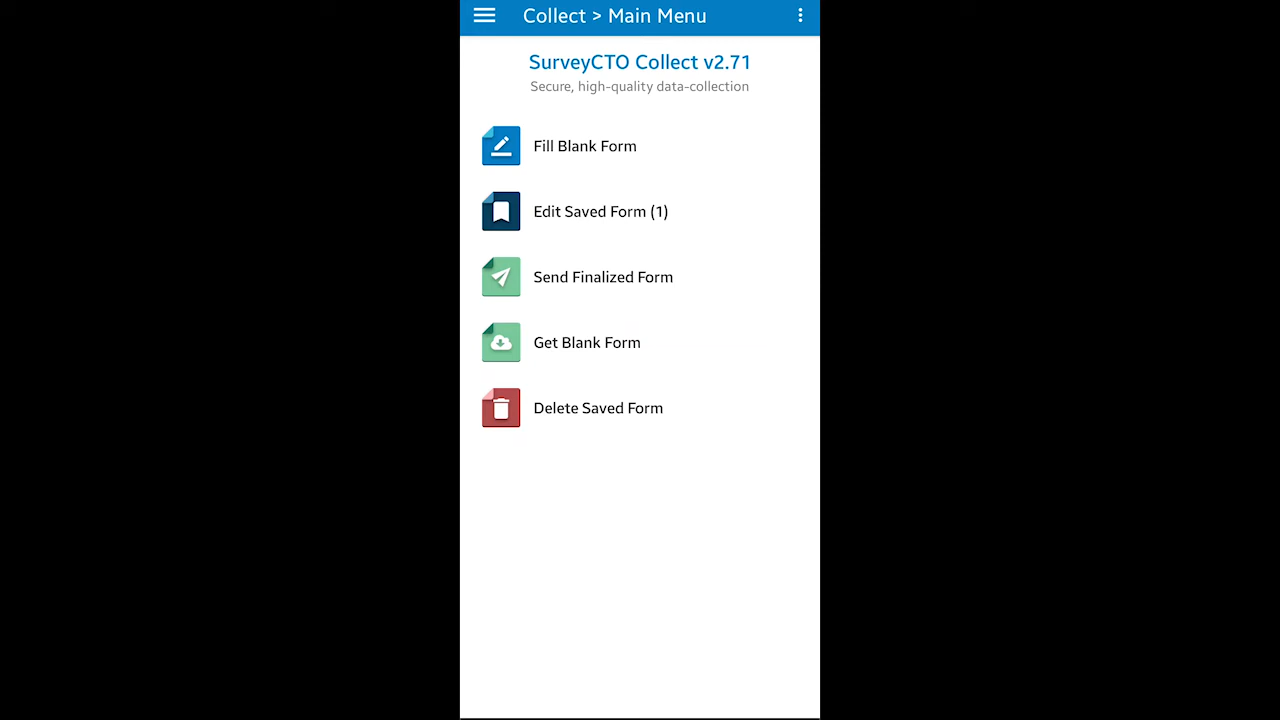 Collect > Main Menu
SurveyCTO Collect v2.71
Secure, high-quality data-collection
Fill Blank Form
Edit Saved Form (1)
Send Finalized Form
Get Blank Form
Delete Saved Form